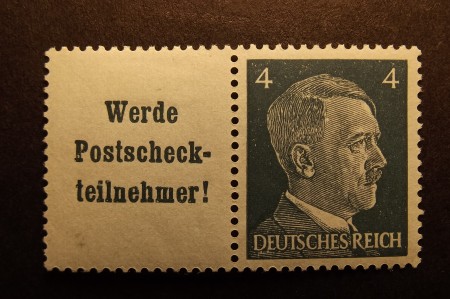 Werde
Postscheck-
teilnehmer!
4 4
DEUTSCHES REICH